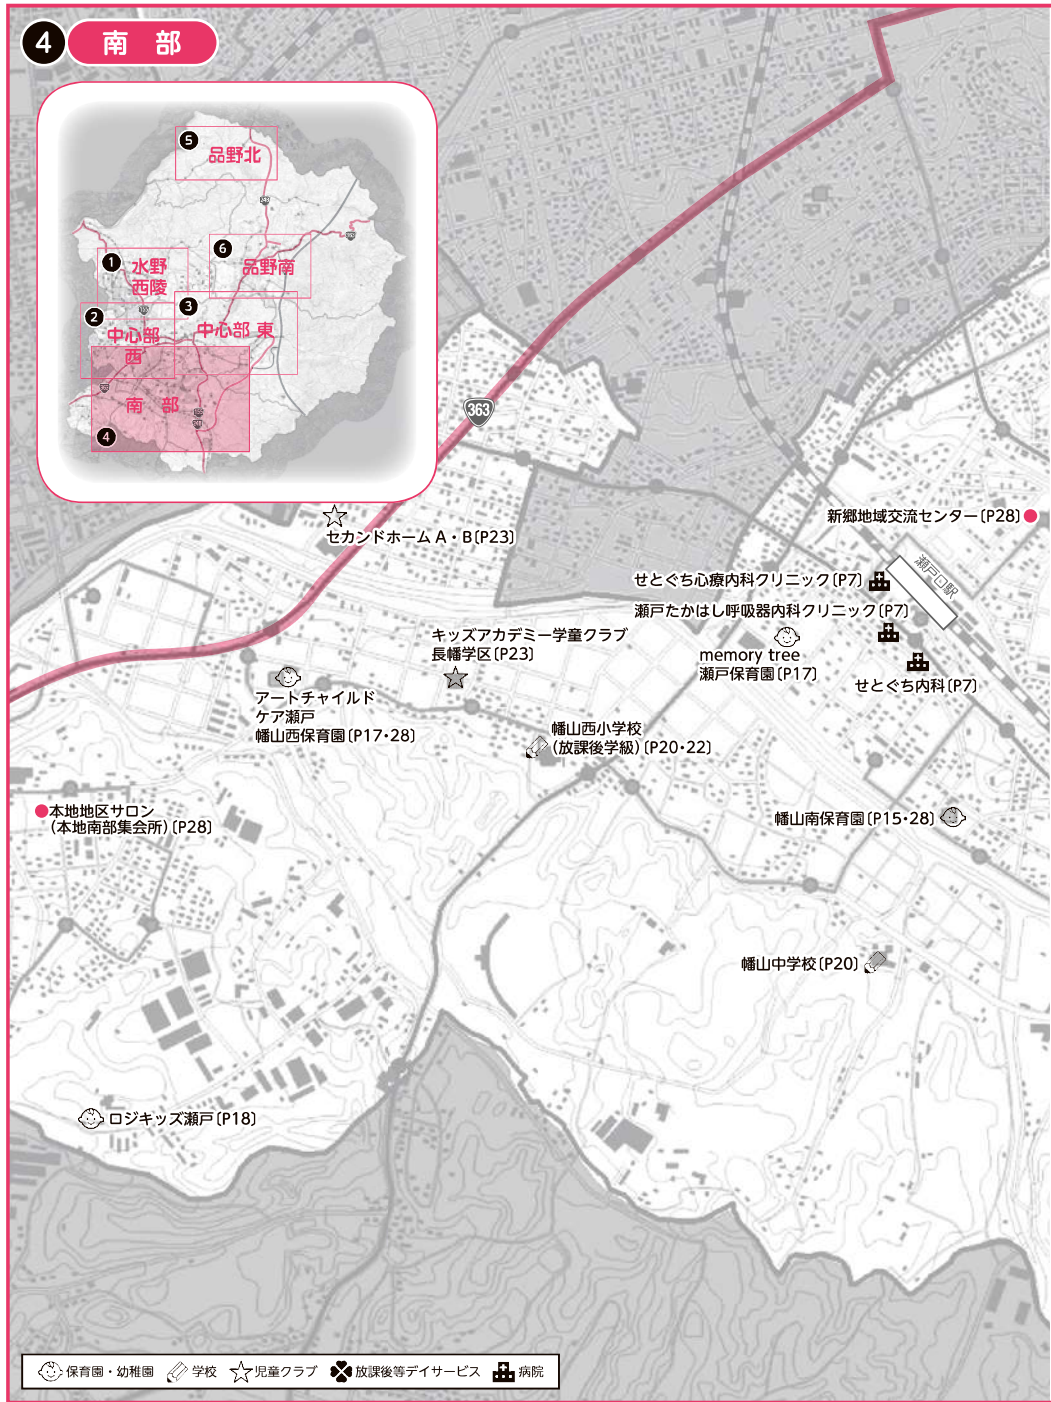 4 南 部
5
品野北
6
品野南
1
水野
西陵
2
中心部
西
3
中心部 東
南 部
4
363
セカンドホーム A・B〔P23〕
新郷地域交流センター〔P28〕
せとぐち心療内科クリニック〔P7〕
瀬戸口駅
瀬戸たかはし呼吸器内科クリニック〔P7〕
キッズアカデミー学童クラブ
長幡学区〔P23〕
memory tree
瀬戸保育園〔P17〕
せとぐち内科〔P7〕
アートチャイルド
ケア瀬戸
幡山西保育園〔P17・28〕
幡山西小学校
(放課後学級)〔P20・22〕
本地地区サロン
(本地南部集会所)〔P28〕
幡山南保育園〔P15・28〕
幡山中学校〔P20〕
ロジキッズ瀬戸〔P18〕
保育園・幼稚園 学校 児童クラブ 放課後等デイサービス 病院